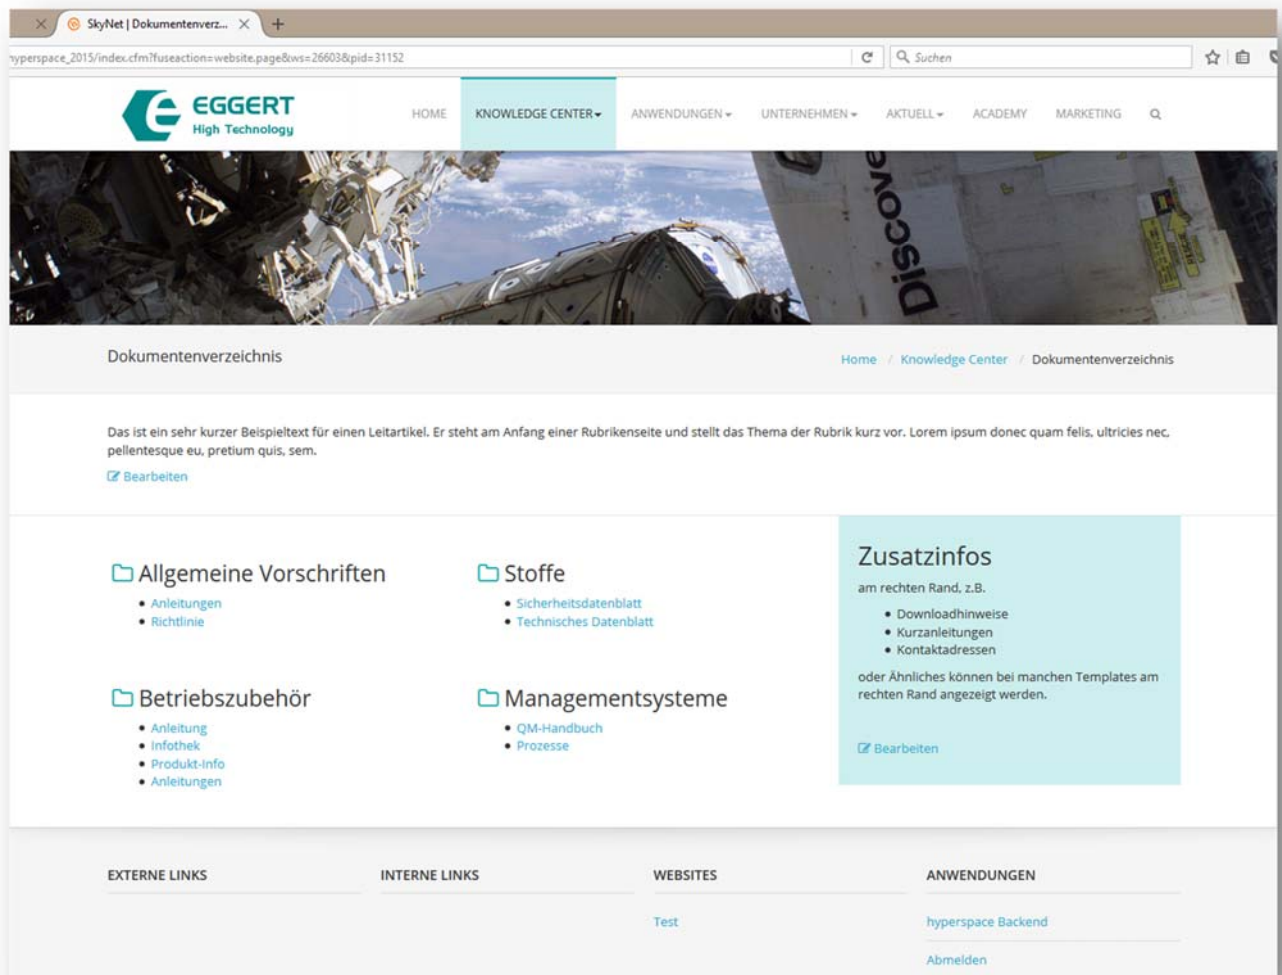 SkyNet | Dokumentenverz...
hyperspace_2015/index.cfm?fuseaction=website.page&ws=26603&pid=31152
Suchen
EGGERT
High Technology
HOME
KNOWLEDGE CENTER
ANWENDUNGEN
UNTERNEHMEN
AKTUELL
ACADEMY
MARKETING
Discove
Dokumentenverzeichnis
Home / Knowledge Center / Dokumentenverzeichnis
Das ist ein sehr kurzer Beispieltext für einen Leitartikel. Er steht am Anfang einer Rubrikenseite und stellt das Thema der Rubrik kurz vor. Lorem ipsum donec quam felis, ultricies nec,
pellentesque eu, pretium quis, sem.
Bearbeiten
Allgemeine Vorschriften
• Anleitungen
• Richtlinie
Stoffe
• Sicherheitsdatenblatt
• Technisches Datenblatt
Betriebszubehör
• Anleitung
• Infothek
• Produkt-Info
• Anleitungen
Managementsysteme
• QM-Handbuch
• Prozesse
Zusatzinfos
am rechten Rand, z.B.
• Downloadhinweise
• Kurzanleitungen
• Kontaktadressen
oder Ähnliches können bei manchen Templates am
rechten Rand angezeigt werden.
Bearbeiten
EXTERNE LINKS
INTERNE LINKS
WEBSITES
Test
ANWENDUNGEN
hyperspace Backend
Abmelden